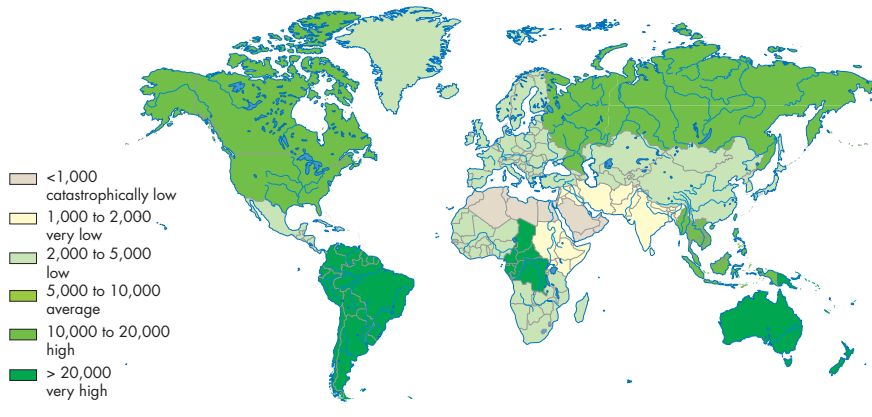 <1,000
catastrophically low
1,000 to 2,000
very low
2,000 to 5,000
low
5,000 to 10,000
average
10,000 to 20,000
high
> 20,000
very high